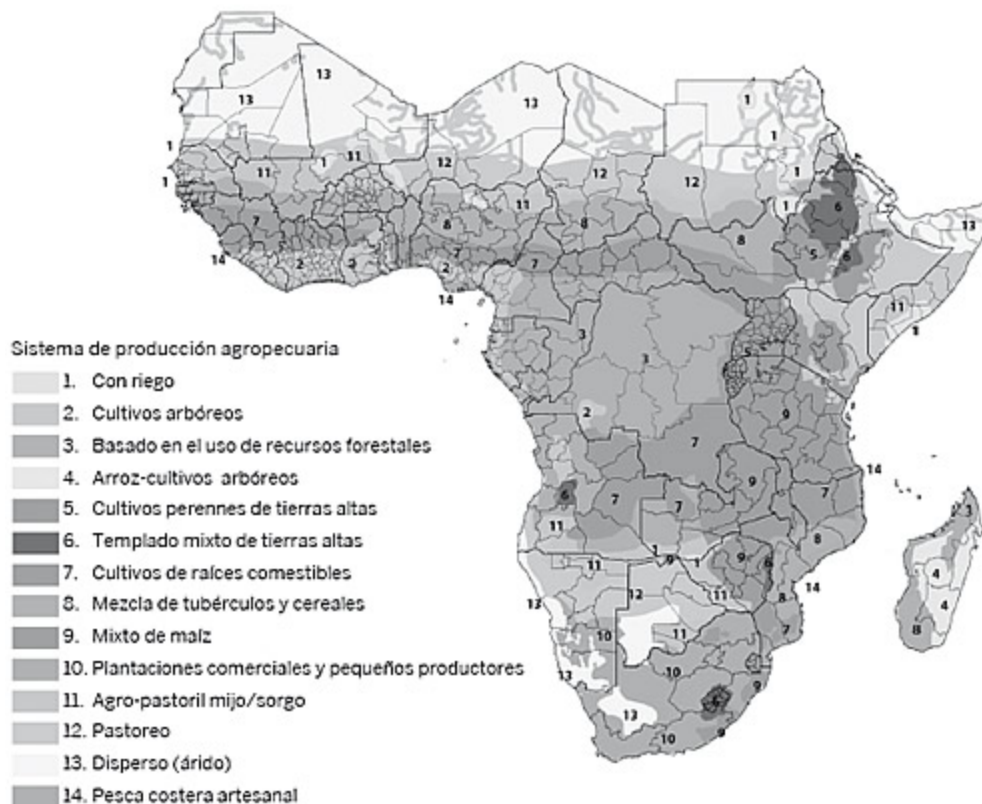 Sistema de producción agropecuaria
1. Con riego
2. Cultivos arbóreos
3. Basado en el uso de recursos forestales
4. Arroz-cultivos arbóreos
5. Cultivos perennes de tierras altas
6. Templado mixto de tierras altas
7. Cultivos de raíces comestibles
8. Mezcla de tubérculos y cereales
9. Mixto de maíz
10. Plantaciones comerciales y pequeños productores
11. Agro-pastoril mijo/sorgo
12. Pastoreo
13. Disperso (árido)
14. Pesca costera artesanal